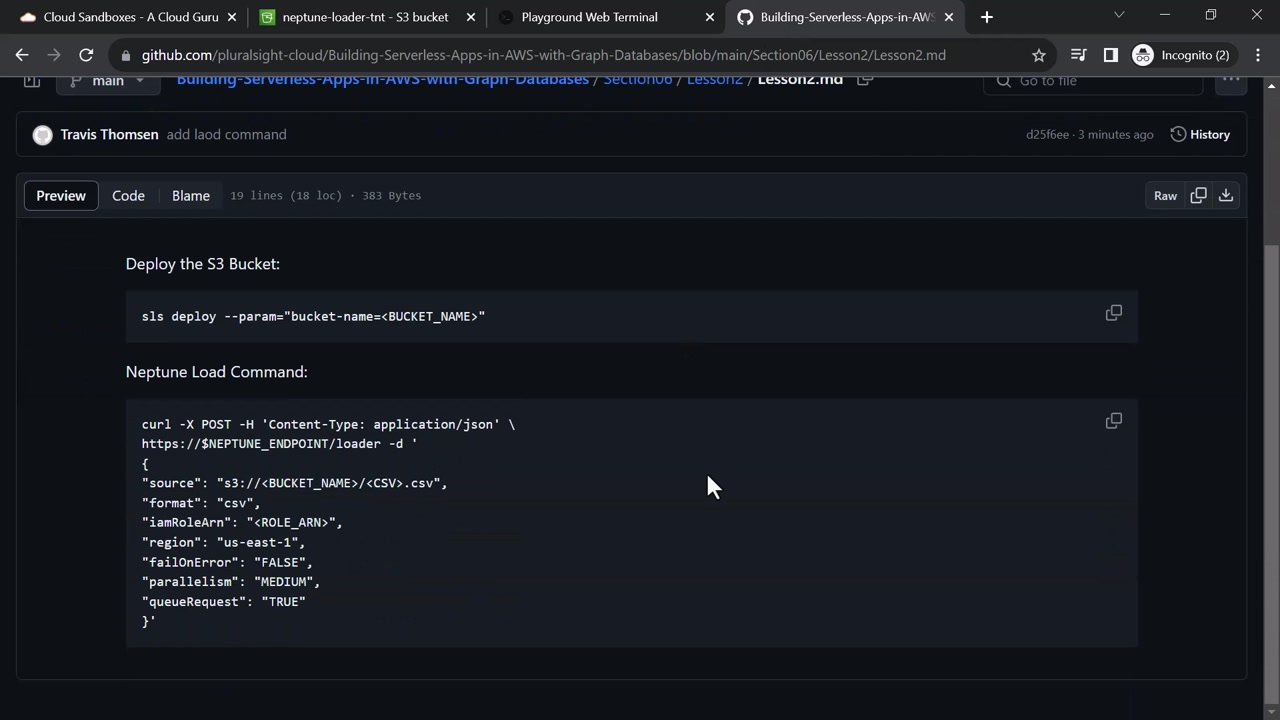 Cloud Sandboxes - A Cloud Guru
neptune-loader-tnt - S3 bucket
Playground Web Terminal
Building-Serverless-Apps-in-AWS
github.com/pluralsight-cloud/Building-Serverless-Apps-in-AWS-with-Graph-Databases/blob/main/Section06/Lesson2/Lesson2.md
Incognito (2)
main
Building-Serverless-Apps-in-AWS-with-Graph-Databases / Section06 / Lesson2 / Lesson2.md
Go to file
Travis Thomsen add laod command
d25f6ee · 3 minutes ago
History
Preview
Code
Blame
19 lines (18 loc) · 383 Bytes
Raw
Deploy the S3 Bucket:
sls deploy --param="bucket-name=<BUCKET_NAME>"
Neptune Load Command:
curl -X POST -H 'Content-Type: application/json' \
https://$NEPTUNE_ENDPOINT/loader -d '
{
"source": "s3://<BUCKET_NAME>/<CSV>.csv",
"format": "csv",
"iamRoleArn": "<ROLE_ARN>",
"region": "us-east-1",
"failOnError": "FALSE",
"parallelism": "MEDIUM",
"queueRequest": "TRUE"
}'